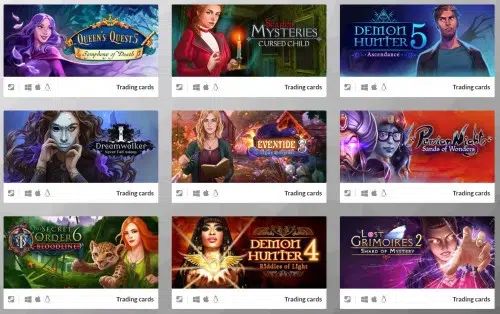 QUEEN'S QUEST 5
Symphony of Death
Scarlett
MYSTERIES
CURSED CHILD
DEMON
HUNTER 5
Ascendance
Trading cards
Trading cards
Trading cards
Dreamwalker
EVENTIDE 3
Persian Nights
Sands of Wonders
Trading cards
Trading cards
Trading cards
THE
SECRET
ORDER 6
BLOODLINE
DEMON
HUNTER 4
Riddles of Light
LOST
GRIMOIRES 2
SHARD OF MYSTERY
Trading cards
Trading cards
Trading cards